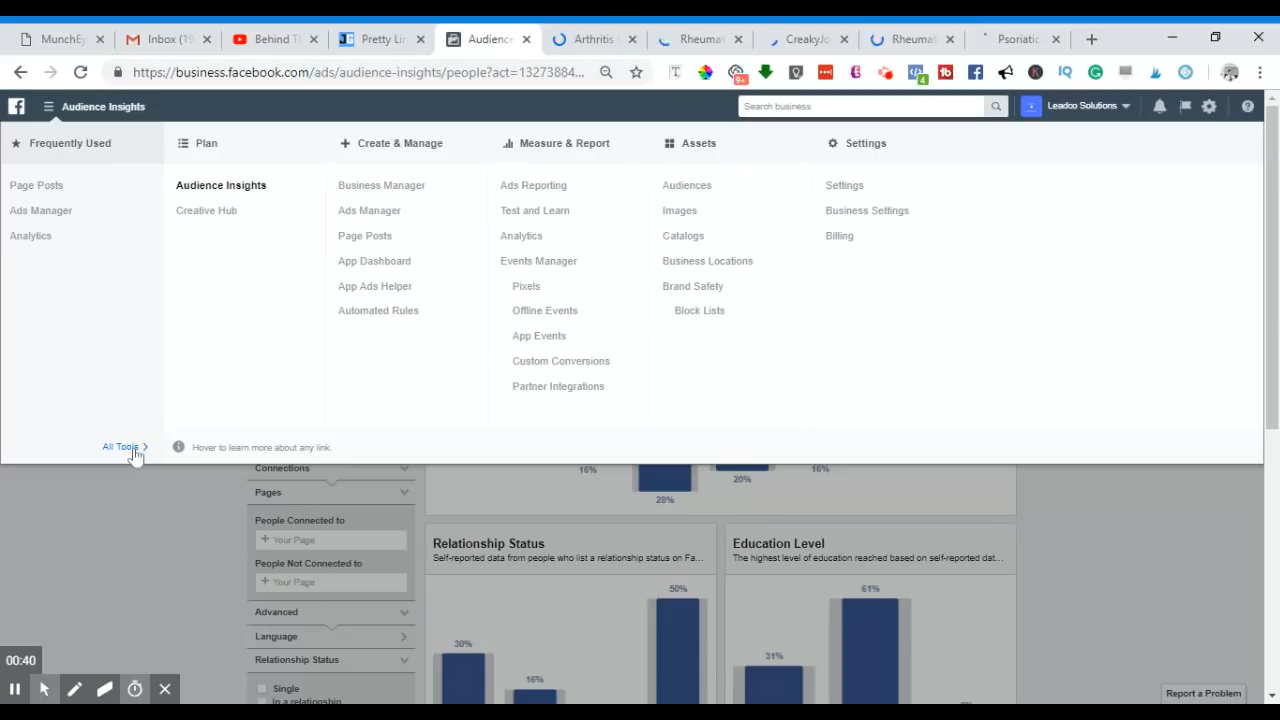 MunchEy
Inbox (19
Behind T
Pretty Lin
Audience
Arthritis
Rheumat
CreakyJo
Rheumat
Psoriatic
https://business.facebook.com/ads/audience-insights/people?act=13273884...
Audience Insights
Search business
Leadco Solutions
Frequently Used
Page Posts
Ads Manager
Analytics
All Tools
Plan
Audience Insights
Creative Hub
Create & Manage
Business Manager
Ads Manager
Page Posts
App Dashboard
App Ads Helper
Automated Rules
Measure & Report
Ads Reporting
Test and Learn
Analytics
Events Manager
Pixels
Offline Events
App Events
Custom Conversions
Partner Integrations
Assets
Audiences
Images
Catalogs
Business Locations
Brand Safety
Block Lists
Settings
Settings
Business Settings
Billing
Hover to learn more about any link.
Connections
Pages
People Connected to
+ Your Page
People Not Connected to
+ Your Page
Advanced
Language
Relationship Status
Single
In a relationship
16%
28%
20%
16%
Relationship Status
Self-reported data from people who list a relationship status on Fa...
30%
16%
50%
Education Level
The highest level of education reached based on self-reported dat...
31%
61%
Report a Problem
00:40